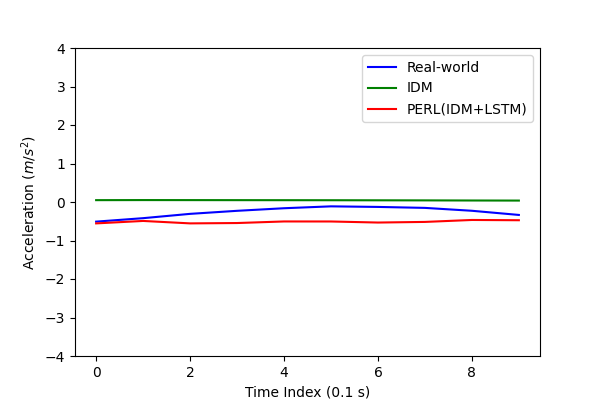 Real-world
IDM
PERL(IDM+LSTM)
4
3
2
1
0
−1
−2
−3
−4
Acceleration (m/s²)
0 2 4 6 8
Time Index (0.1 s)